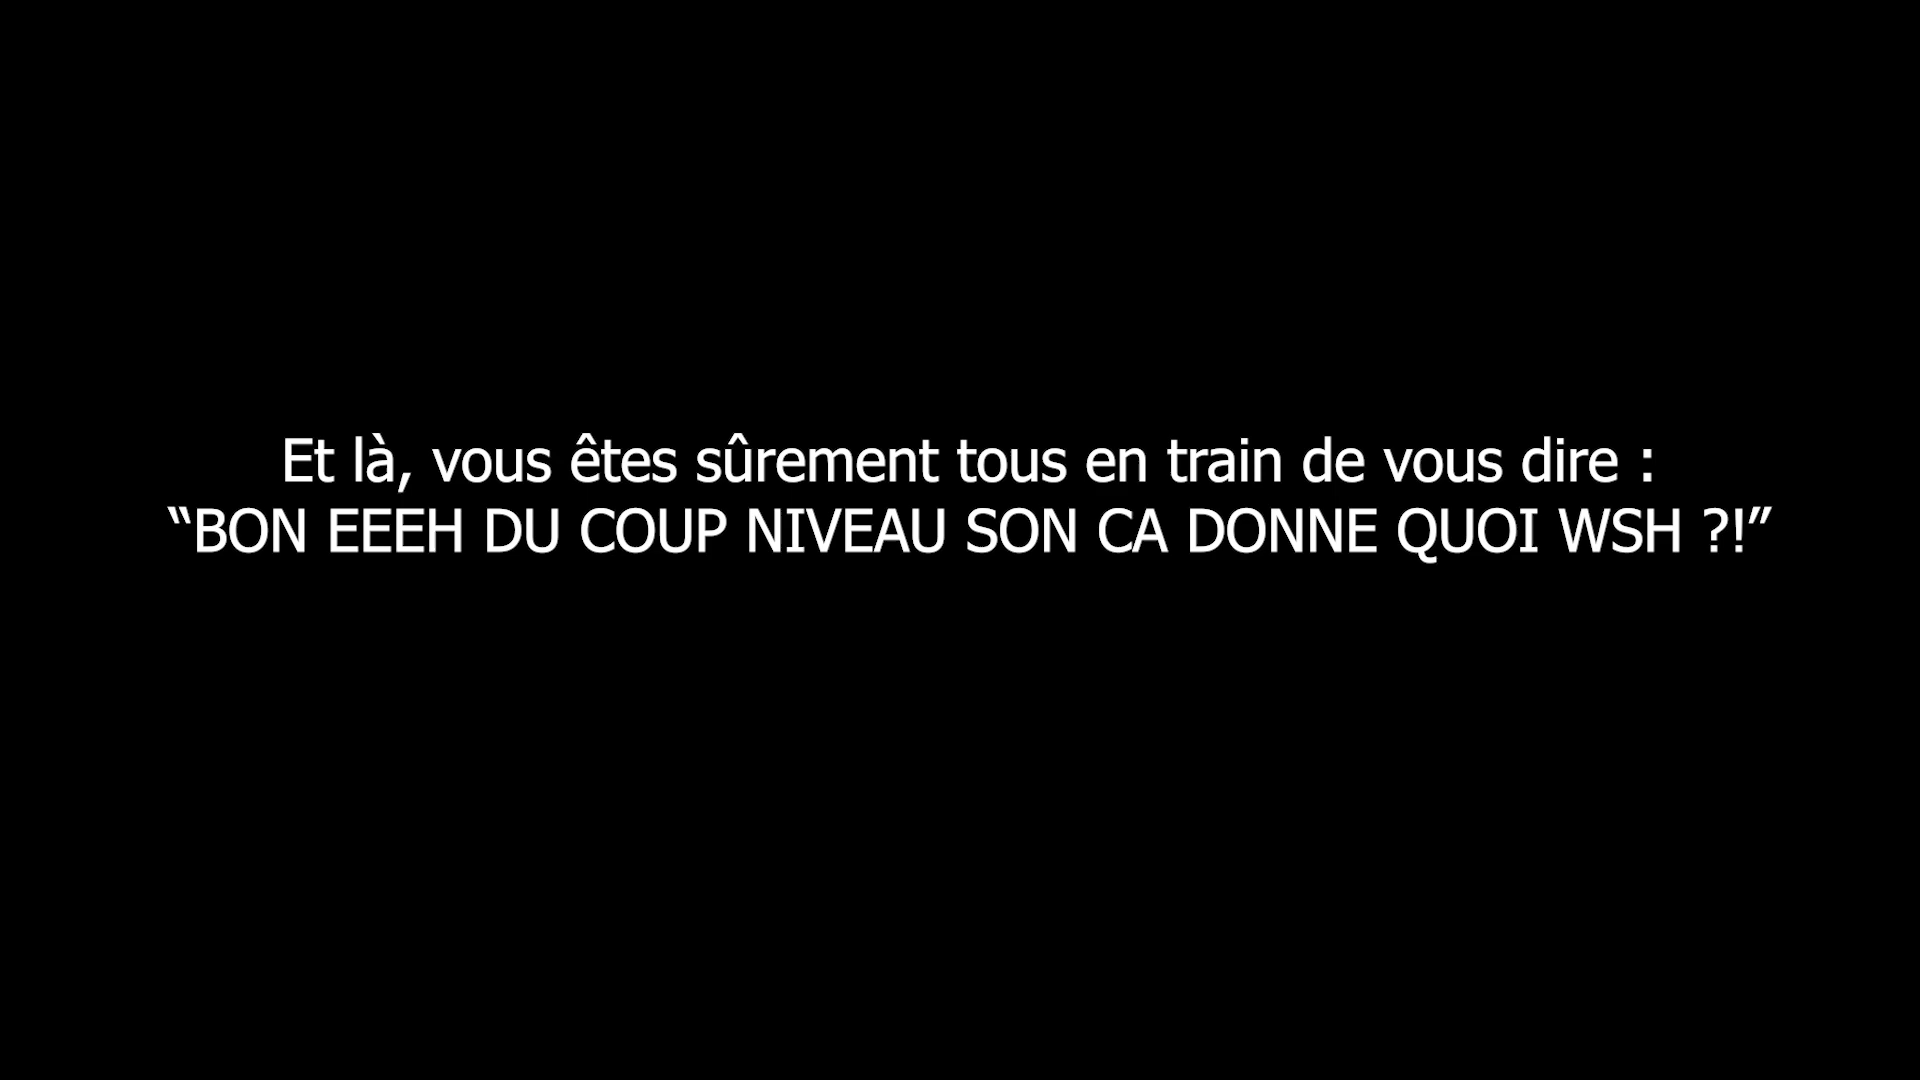 Et là, vous êtes sûrement tous en train de vous dire :
“BON EEEH DU COUP NIVEAU SON CA DONNE QUOI WSH ?!”